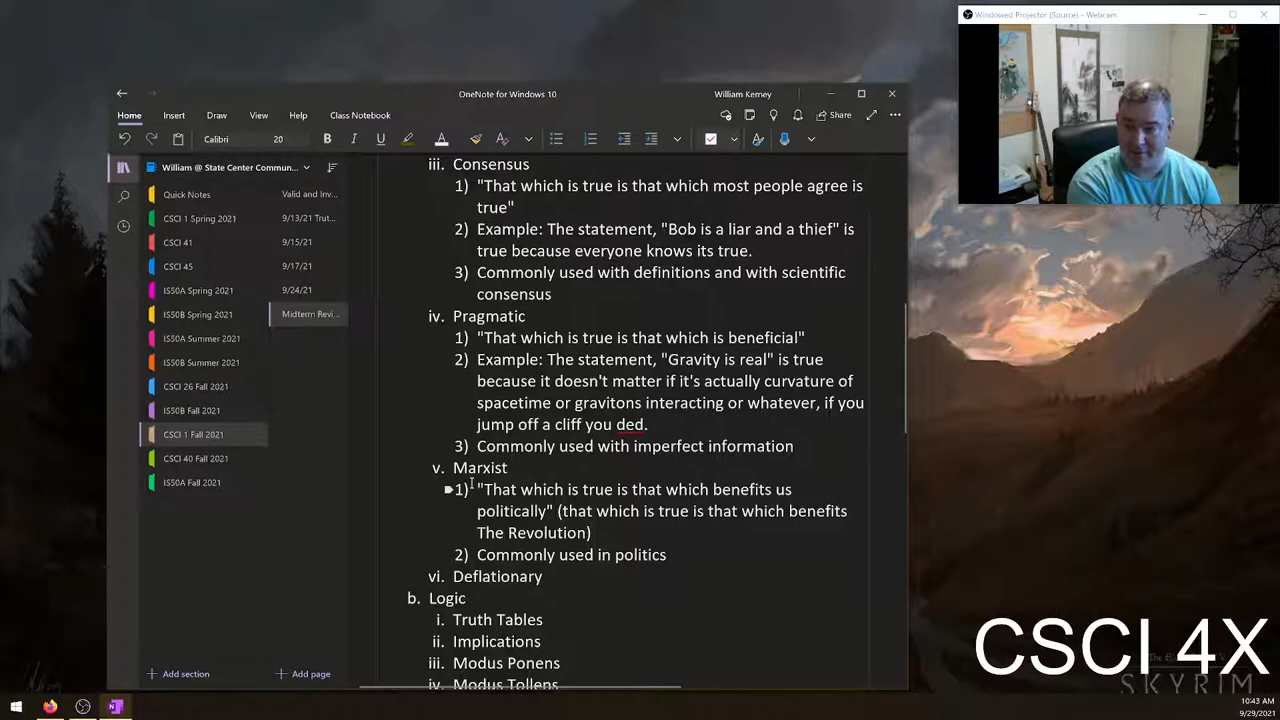 Windowed Projector (Source) - Webcam
OneNote for Windows 10
William Kerney
Home
Insert
Draw
View
Help
Class Notebook
Share
Calibri
20
B
I
U
A
William @ State Center Commun...
Quick Notes
CSCI 1 Spring 2021
CSCI 41
CSCI 45
IS50A Spring 2021
IS50B Spring 2021
IS50A Summer 2021
IS50B Summer 2021
CSCI 26 Fall 2021
IS50B Fall 2021
CSCI 1 Fall 2021
CSCI 40 Fall 2021
IS50A Fall 2021
Add section
Valid and Inv...
9/13/21 Trut...
9/15/21
9/17/21
9/24/21
Midterm Revi...
Add page
iii. Consensus
1) "That which is true is that which most people agree is
true"
2) Example: The statement, "Bob is a liar and a thief" is
true because everyone knows its true.
3) Commonly used with definitions and with scientific
consensus
iv. Pragmatic
1) "That which is true is that which is beneficial"
2) Example: The statement, "Gravity is real" is true
because it doesn't matter if it's actually curvature of
spacetime or gravitons interacting or whatever, if you
jump off a cliff you ded.
3) Commonly used with imperfect information
v. Marxist
1) "That which is true is that which benefits us
politically" (that which is true is that which benefits
The Revolution)
2) Commonly used in politics
vi. Deflationary
b. Logic
i. Truth Tables
ii. Implications
iii. Modus Ponens
iv. Modus Tollens
CSCI 4X
SKYRIM
10:43 AM
9/29/2021